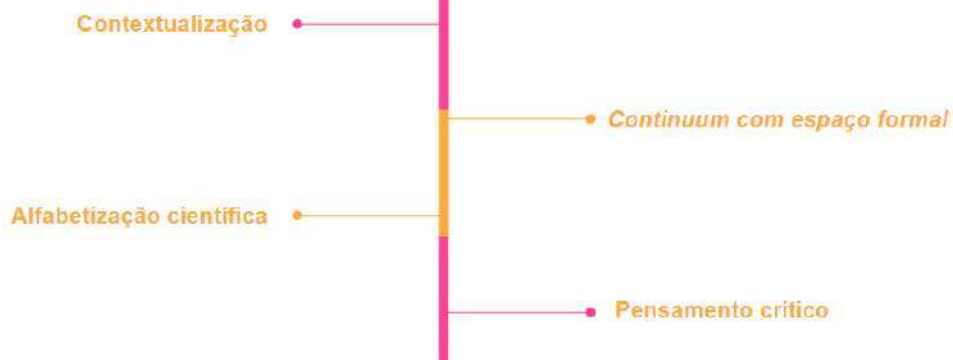 Contextualização
Continuum com espaço formal
Alfabetização científica
Pensamento crítico